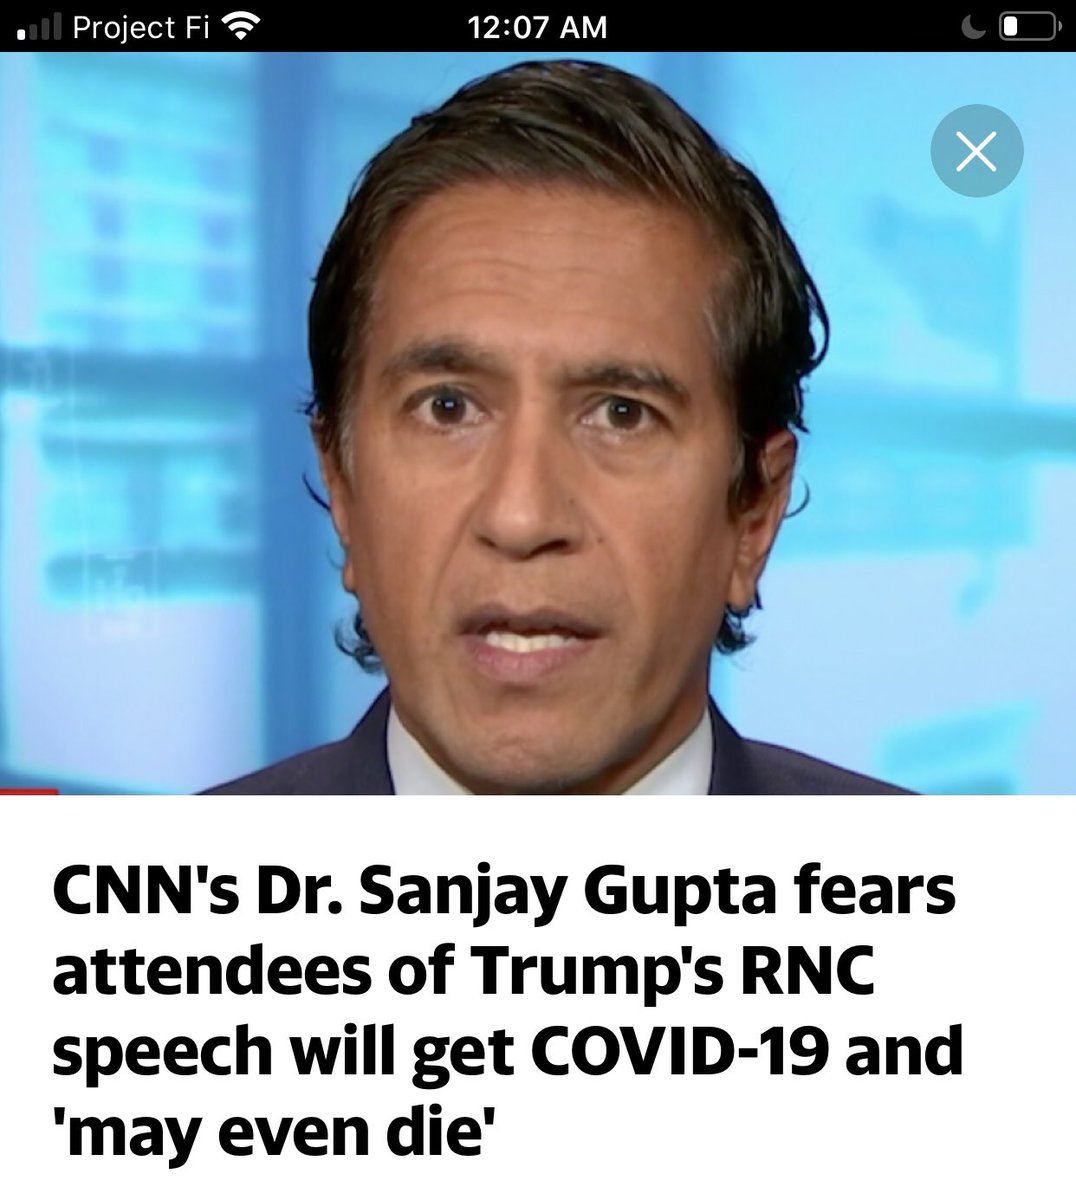 Project Fi 12:07 AM
CNN's Dr. Sanjay Gupta fears
attendees of Trump's RNC
speech will get COVID-19 and
'may even die'